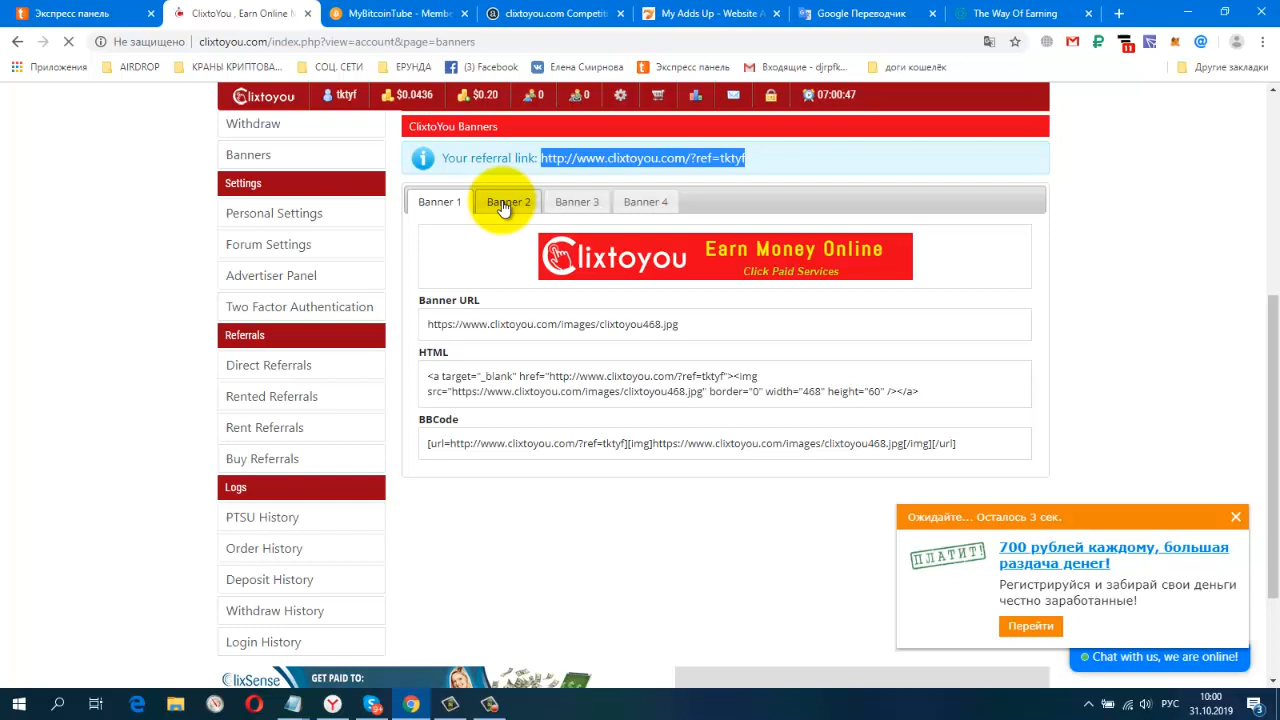 Экспресс панель
ClixtoYou, Earn Online N
MyBitcoinTube - Membe
clixtoyou.com Competit
My Adds Up - Website A
Google Переводчик
The Way Of Earning
Не защищено
clixtoyou.com/index.php?view=account&page=banners
Приложения
AIRDROP
КРАНЫ КРИПТОВА...
СОЦ. СЕТИ
ЕРУНДА
(3) Facebook
Елена Смирнова
Экспресс панель
Входящие - djrpfk...
доги кошелёк
Другие закладки
Clixtoyou
tktyf
$0.0436
$0.20
0
0
07:00:47
Withdraw
Banners
Settings
Personal Settings
Forum Settings
Advertiser Panel
Two Factor Authentication
Referrals
Direct Referrals
Rented Referrals
Rent Referrals
Buy Referrals
Logs
PTSU History
Order History
Deposit History
Withdraw History
Login History
ClixtoYou Banners
Your referral link: http://www.clixtoyou.com/?ref=tktyf
Banner 1
Banner 2
Banner 3
Banner 4
Clixtoyou
Earn Money Online
Click Paid Services
Banner URL
https://www.clixtoyou.com/images/clixtoyou468.jpg
HTML
<a target="_blank" href="http://www.clixtoyou.com/?ref=tktyf"><img
src="https://www.clixtoyou.com/images/clixtoyou468.jpg" border="0" width="468" height="60" /></a>
BBCode
[url=http://www.clixtoyou.com/?ref=tktyf][img]https://www.clixtoyou.com/images/clixtoyou468.jpg[/img][/url]
Ожидайте... Осталось 3 сек.
ПЛАТИТ!
700 рублей каждому, большая
раздача денег!
Регистрируйся и забирай свои деньги
честно заработанные!
Перейти
Chat with us, we are online!
ClixSense
GET PAID TO:
11
РУС
10:00
31.10.2019
3